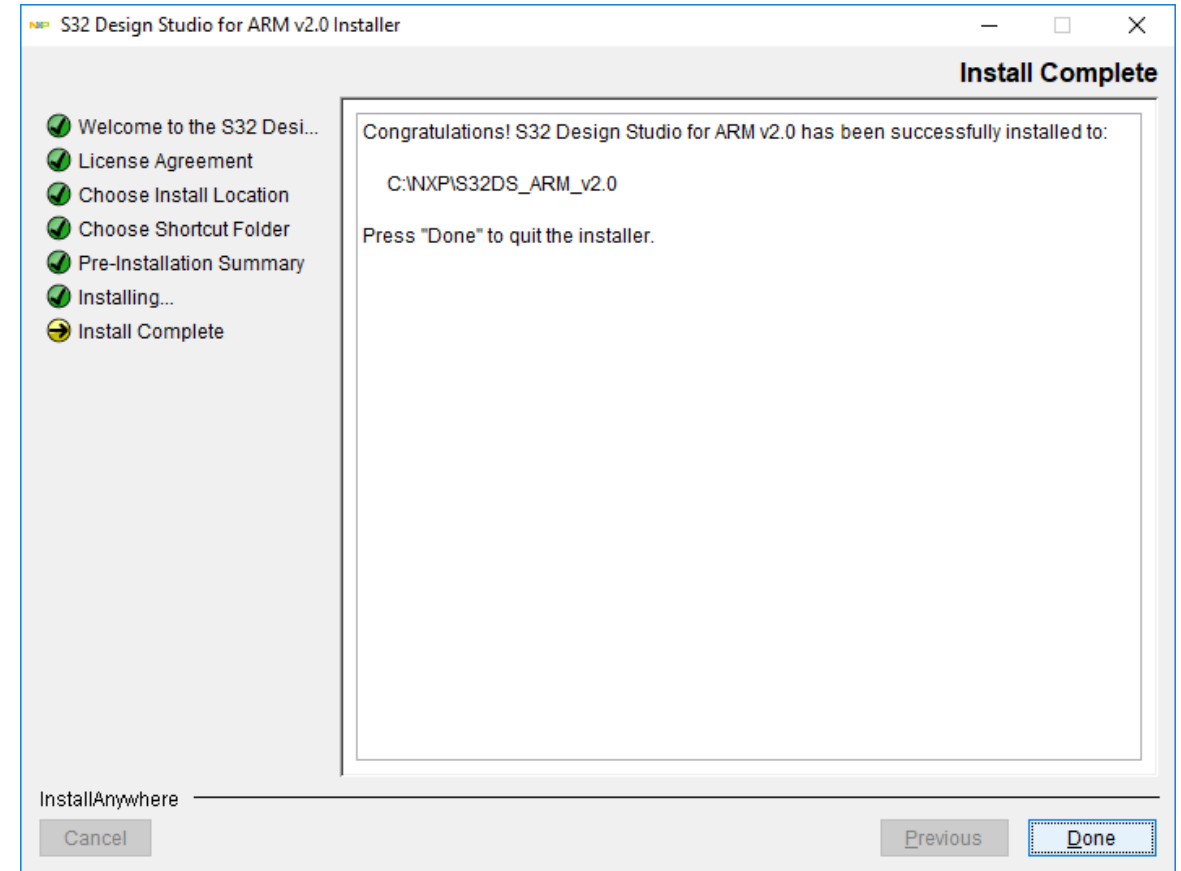 NXP S32 Design Studio for ARM v2.0 Installer
Install Complete
Welcome to the S32 Desi...
License Agreement
Choose Install Location
Choose Shortcut Folder
Pre-Installation Summary
Installing...
Install Complete
Congratulations! S32 Design Studio for ARM v2.0 has been successfully installed to:
C:\NXP\S32DS_ARM_v2.0
Press "Done" to quit the installer.
InstallAnywhere
Cancel
Previous
Done